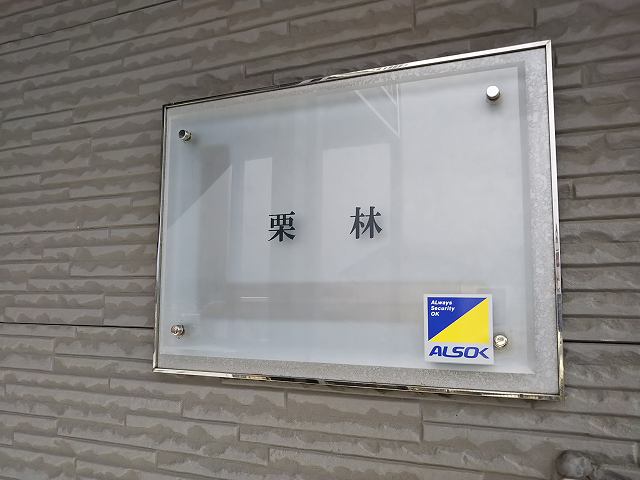 栗 林
ALways
Security
OK
ALSOK